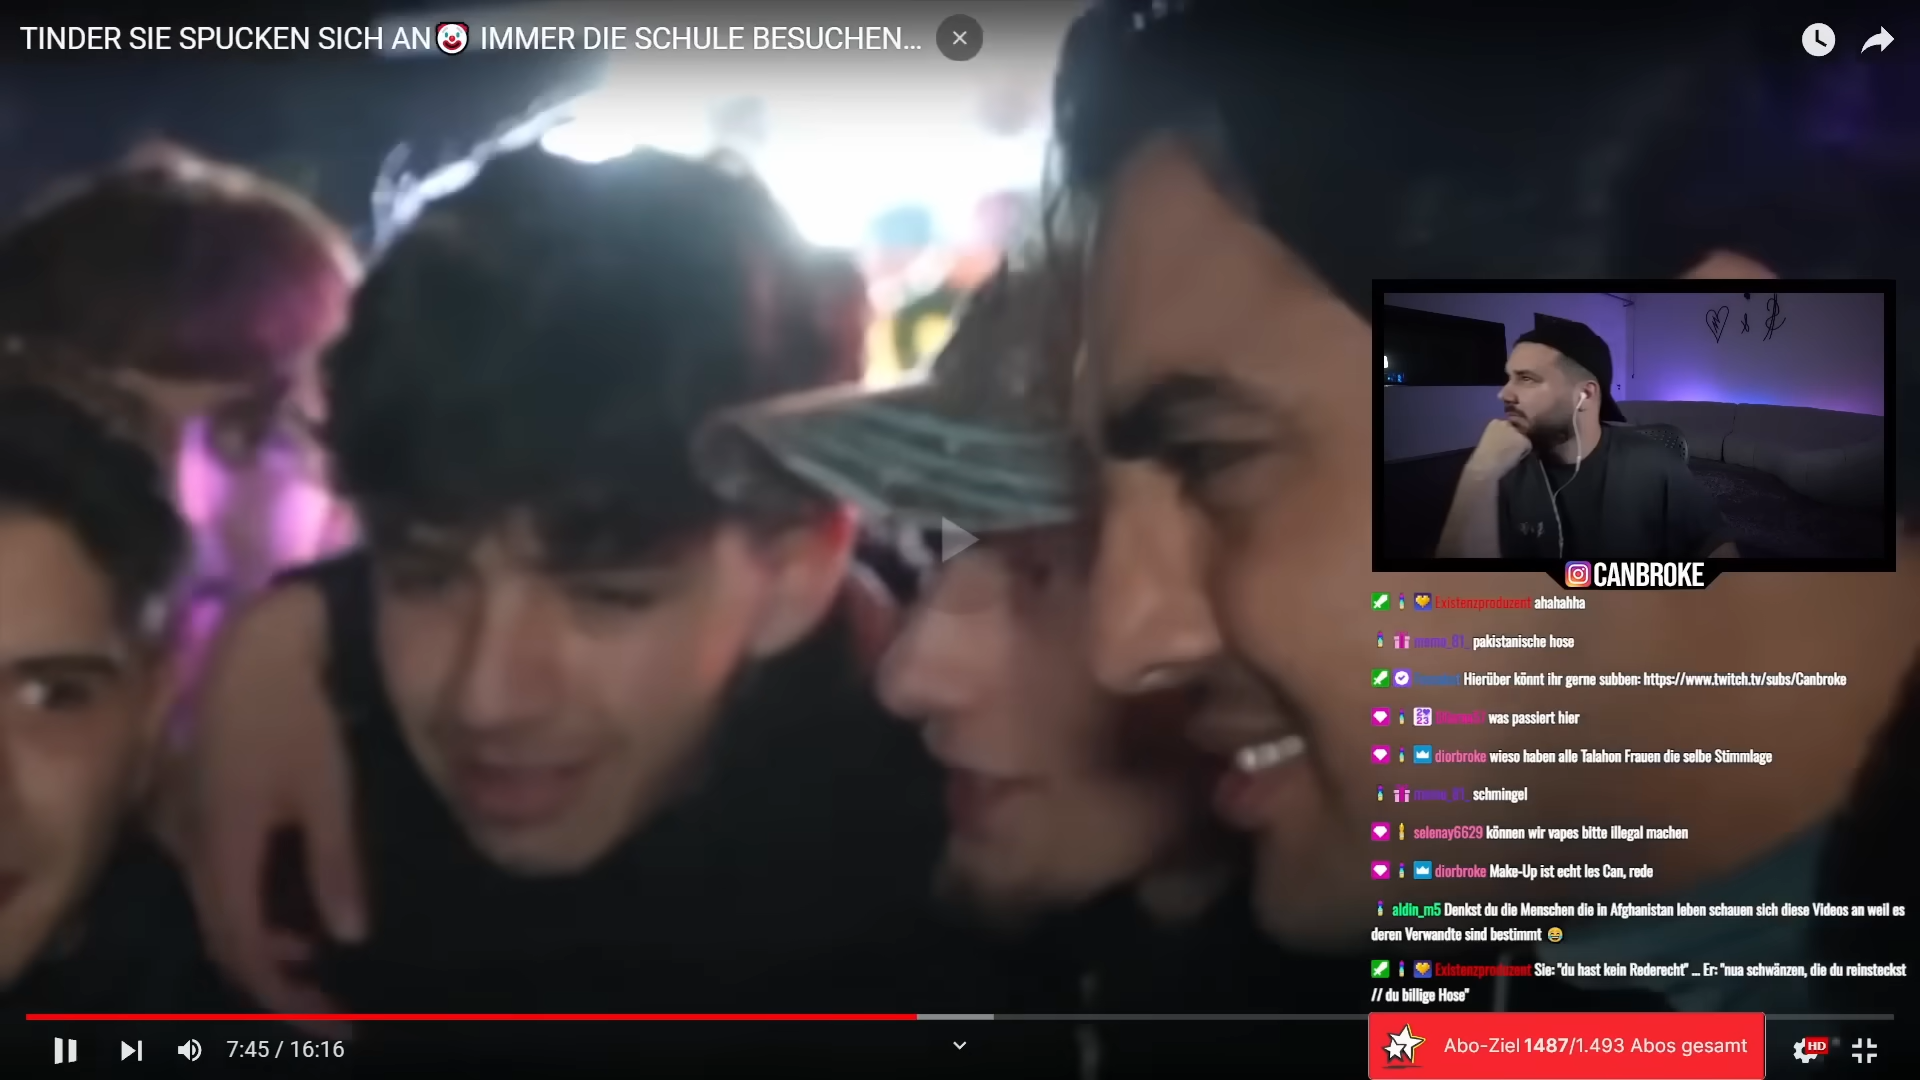 TINDER SIE SPUCKEN SICH AN🤡 IMMER DIE SCHULE BESUCHEN...
CANBROKE
Existenzproduzent ahahahha
mema_81_ pakistanische hose
Hierüber könnt ihr gerne subben: https://www.twitch.tv/subs/Canbroke
2023
was passiert hier
diorbroke wieso haben alle Talahon Frauen die selbe Stimmlage
mema_81_ schmingel
selenay6629 können wir vapes bitte illegal machen
diorbroke Make-Up ist echt les Can, rede
aldin_m5 Denkst du die Menschen die in Afghanistan leben schauen sich diese Videos an weil es
deren Verwandte sind bestimmt 😂
Existenzproduzent Sie: "du hast kein Rederecht" ... Er: "nua schwänzen, die du reinsteckst
// du billige Hose"
7:45 / 16:16
Abo-Ziel 1487/1.493 Abos gesamt
HD